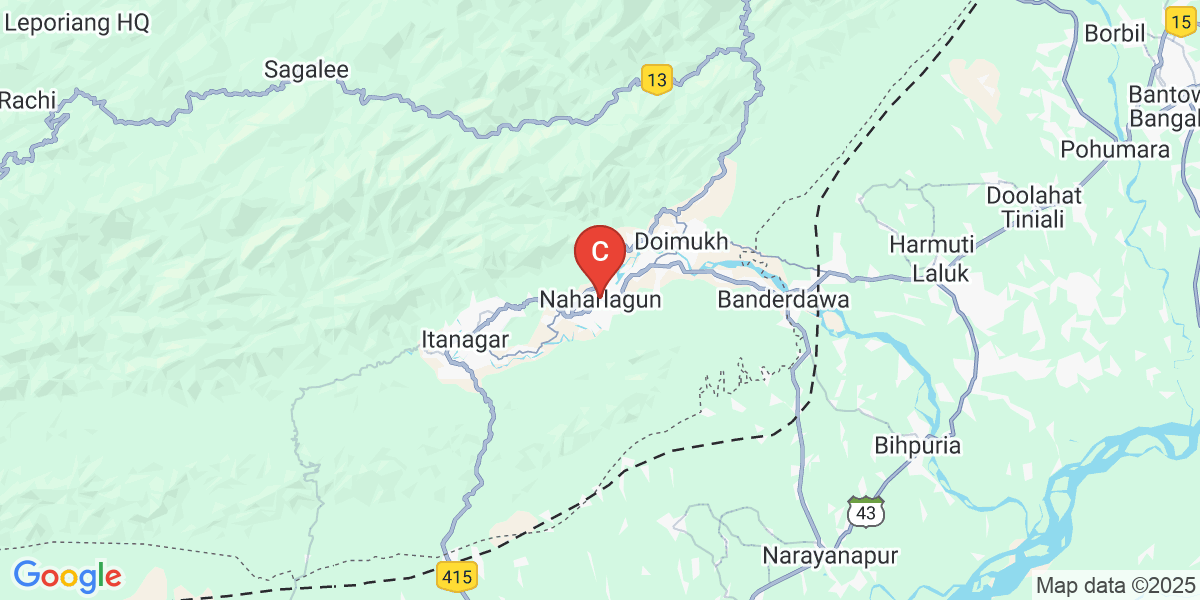 Leporiang HQ
15
Borbil
Sagalee
13
Rachi
Bantow
Bangal
Pohumara
Doolahat
Tiniali
C
Doimukh
Harmuti
Laluk
Naharlagun
Banderdawa
Itanagar
Bihpuria
43
Narayanapur
415
Google
Map data ©2025